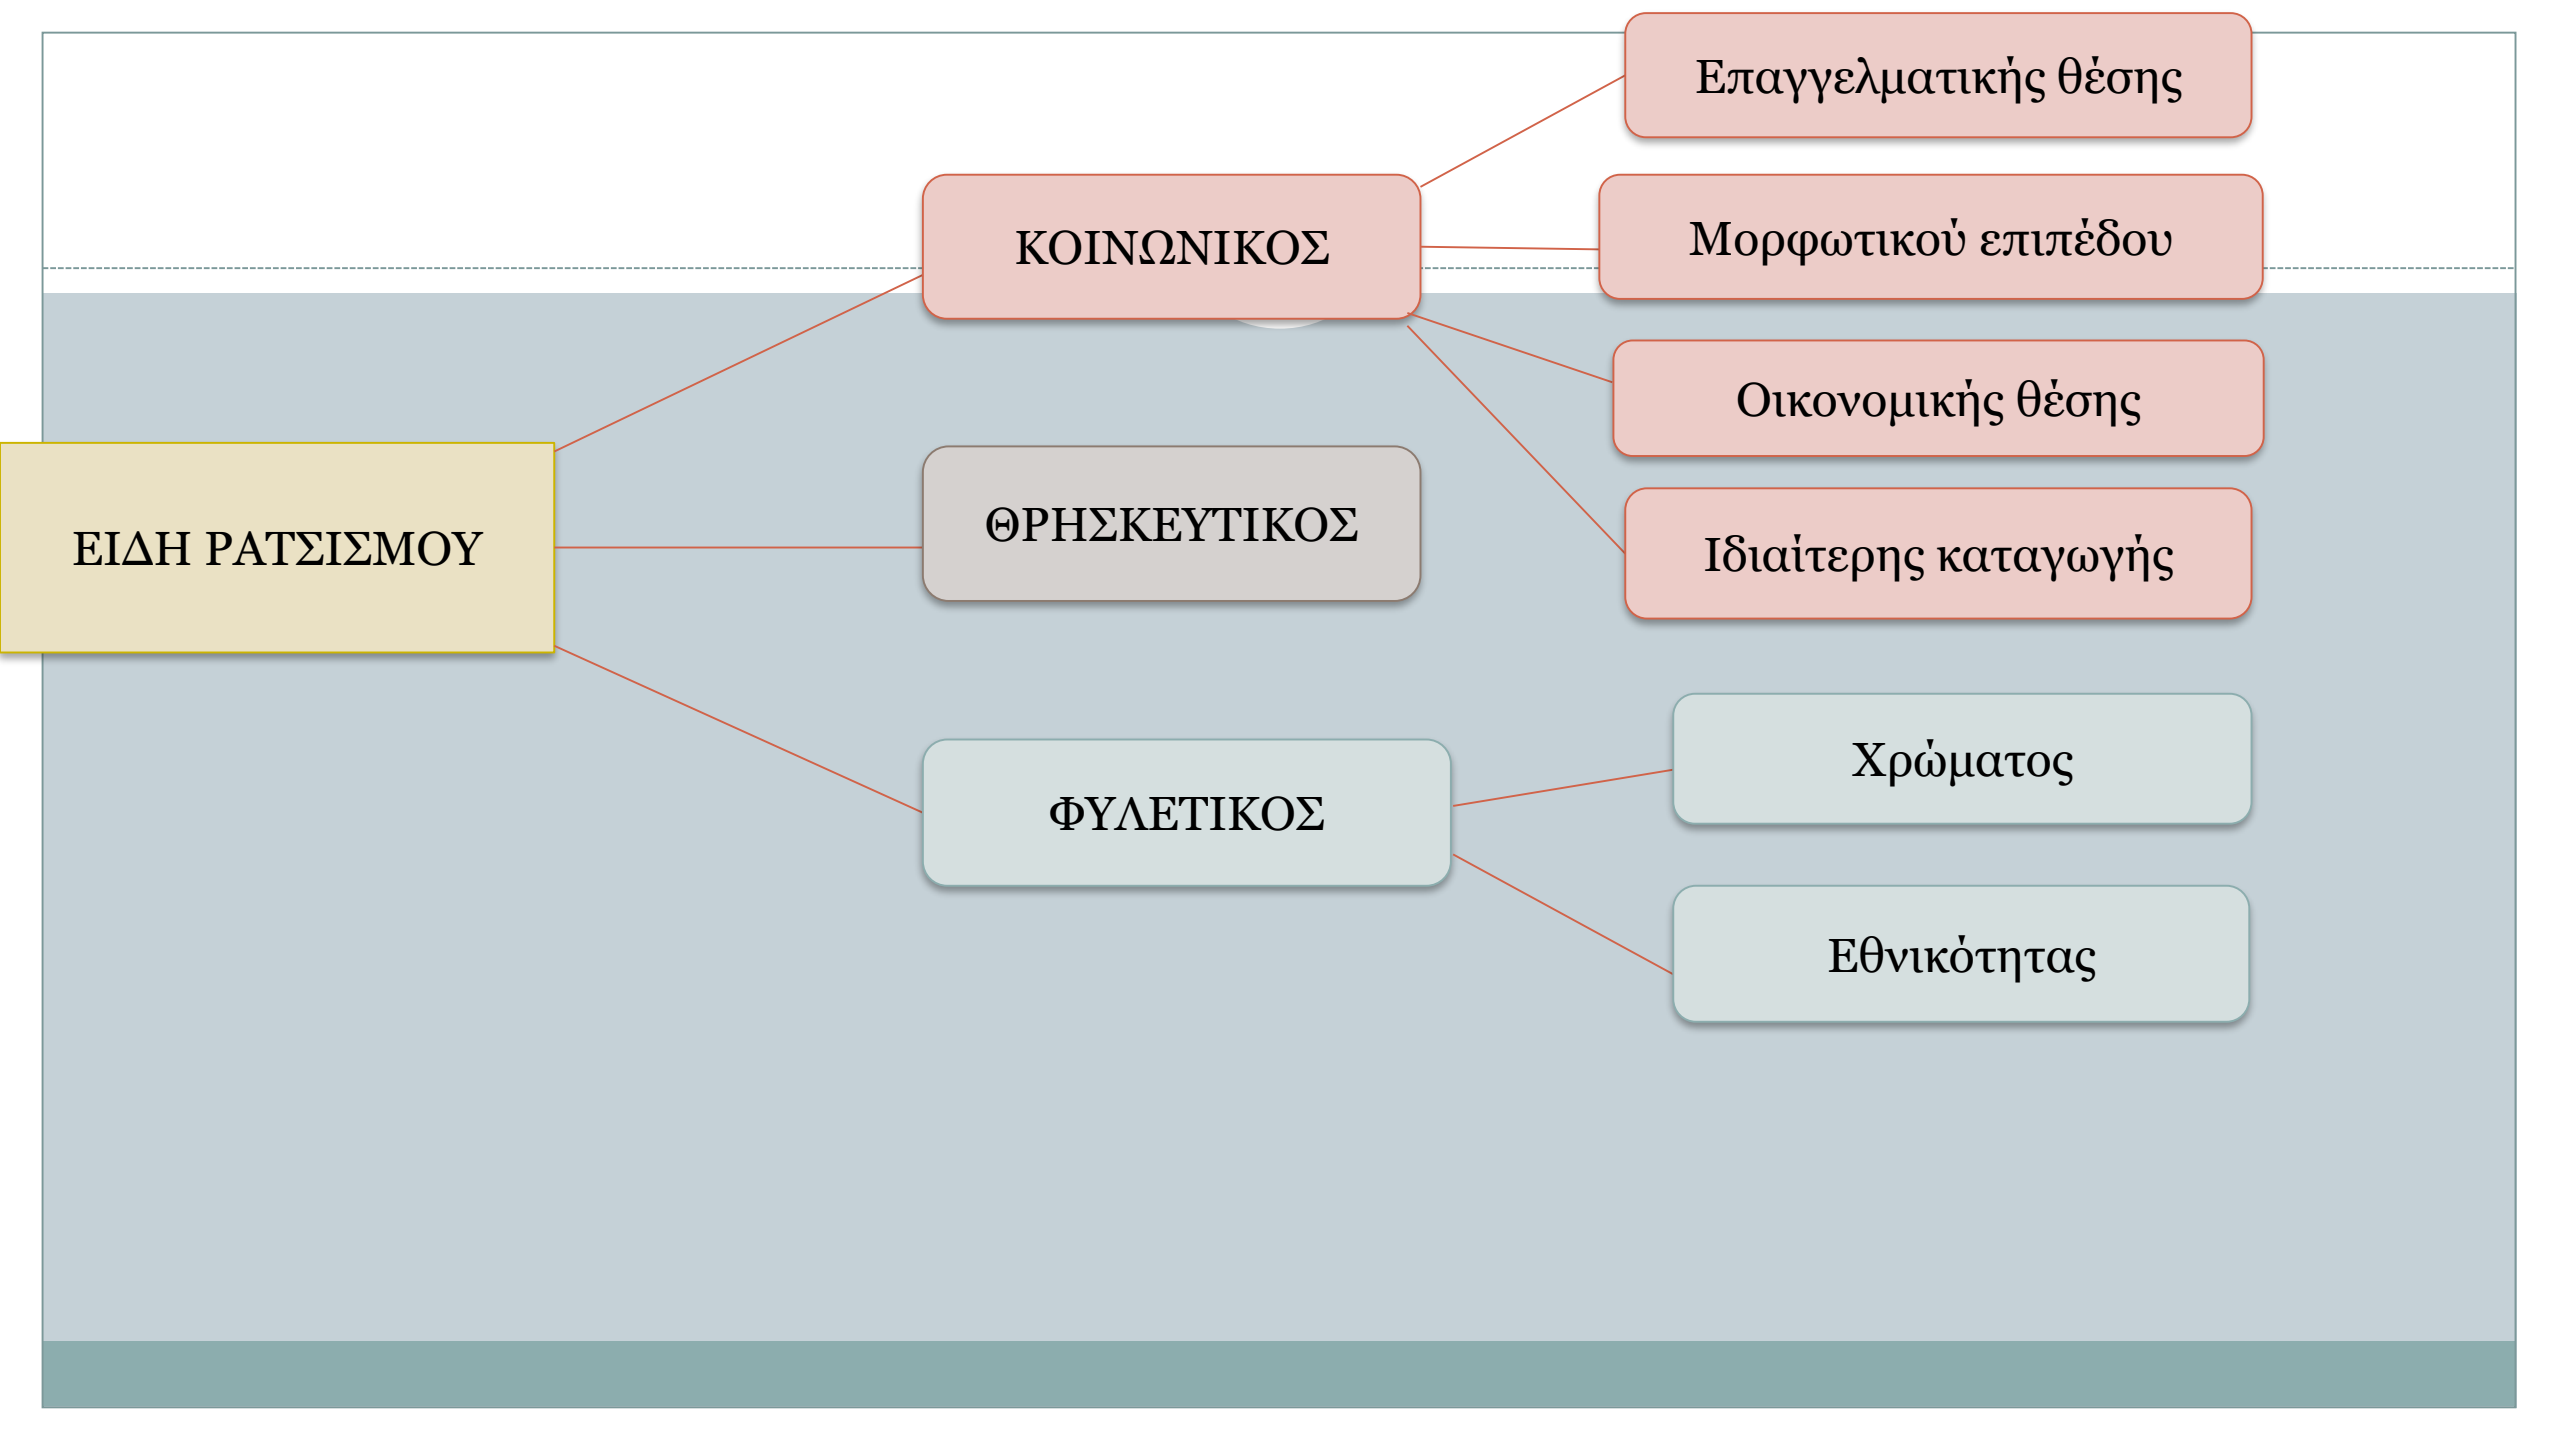 ΕΙΔΗ ΡΑΤΣΙΣΜΟΥ
ΚΟΙΝΩΝΙΚΟΣ
Επαγγελματικής θέσης
Μορφωτικού επιπέδου
Οικονομικής θέσης
Ιδιαίτερης καταγωγής
ΘΡΗΣΚΕΥΤΙΚΟΣ
ΦΥΛΕΤΙΚΟΣ
Χρώματος
Εθνικότητας